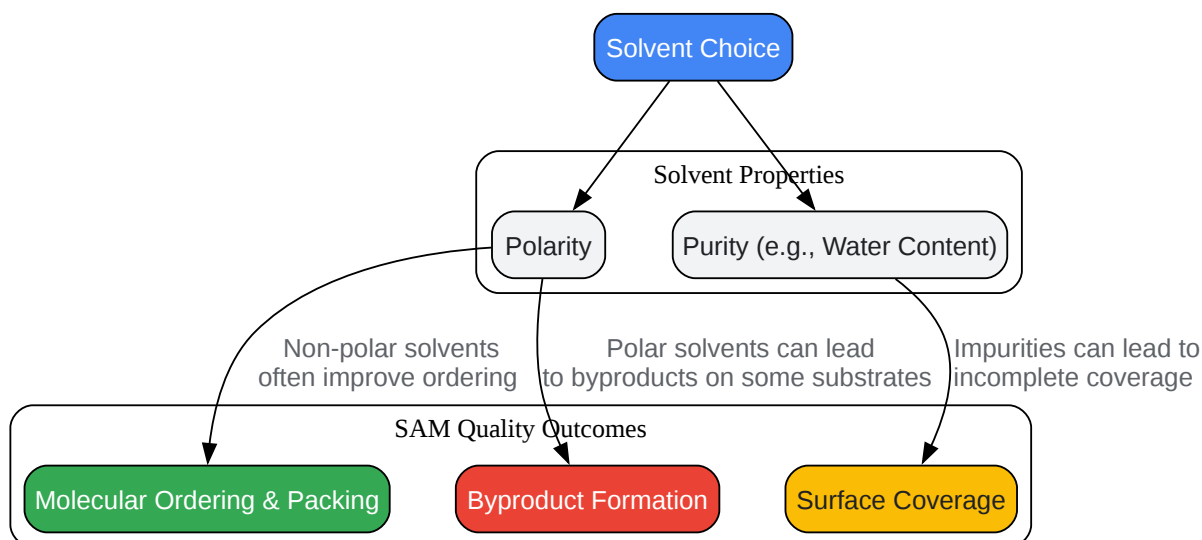 Solvent Choice
Solvent Properties
Polarity
Purity (e.g., Water Content)
Non-polar solvents
often improve ordering
Polar solvents can lead
to byproducts on some substrates
Impurities can lead to
incomplete coverage
SAM Quality Outcomes
Molecular Ordering & Packing
Byproduct Formation
Surface Coverage